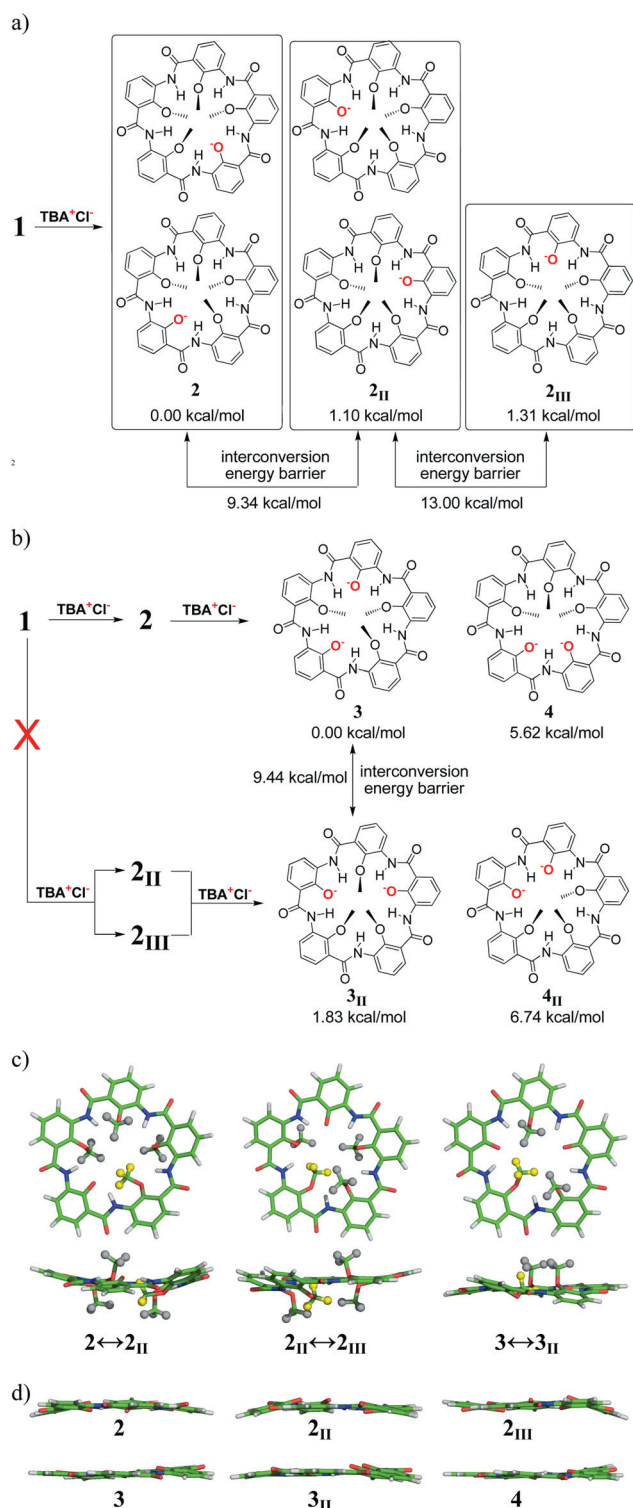 a)
1
TBA⁺Cl⁻
2
0.00 kcal/mol
2II
1.10 kcal/mol
2III
1.31 kcal/mol
interconversion
energy barrier
9.34 kcal/mol
interconversion
energy barrier
13.00 kcal/mol
2
b)
1
TBA⁺Cl⁻
2
TBA⁺Cl⁻
3
0.00 kcal/mol
4
5.62 kcal/mol
X
9.44 kcal/mol
interconversion
energy barrier
TBA⁺Cl⁻
2II
2III
TBA⁺Cl⁻
3II
1.83 kcal/mol
4II
6.74 kcal/mol
c)
2↔2II
2II↔2III
3↔3II
d)
2
2II
2III
3
3II
4